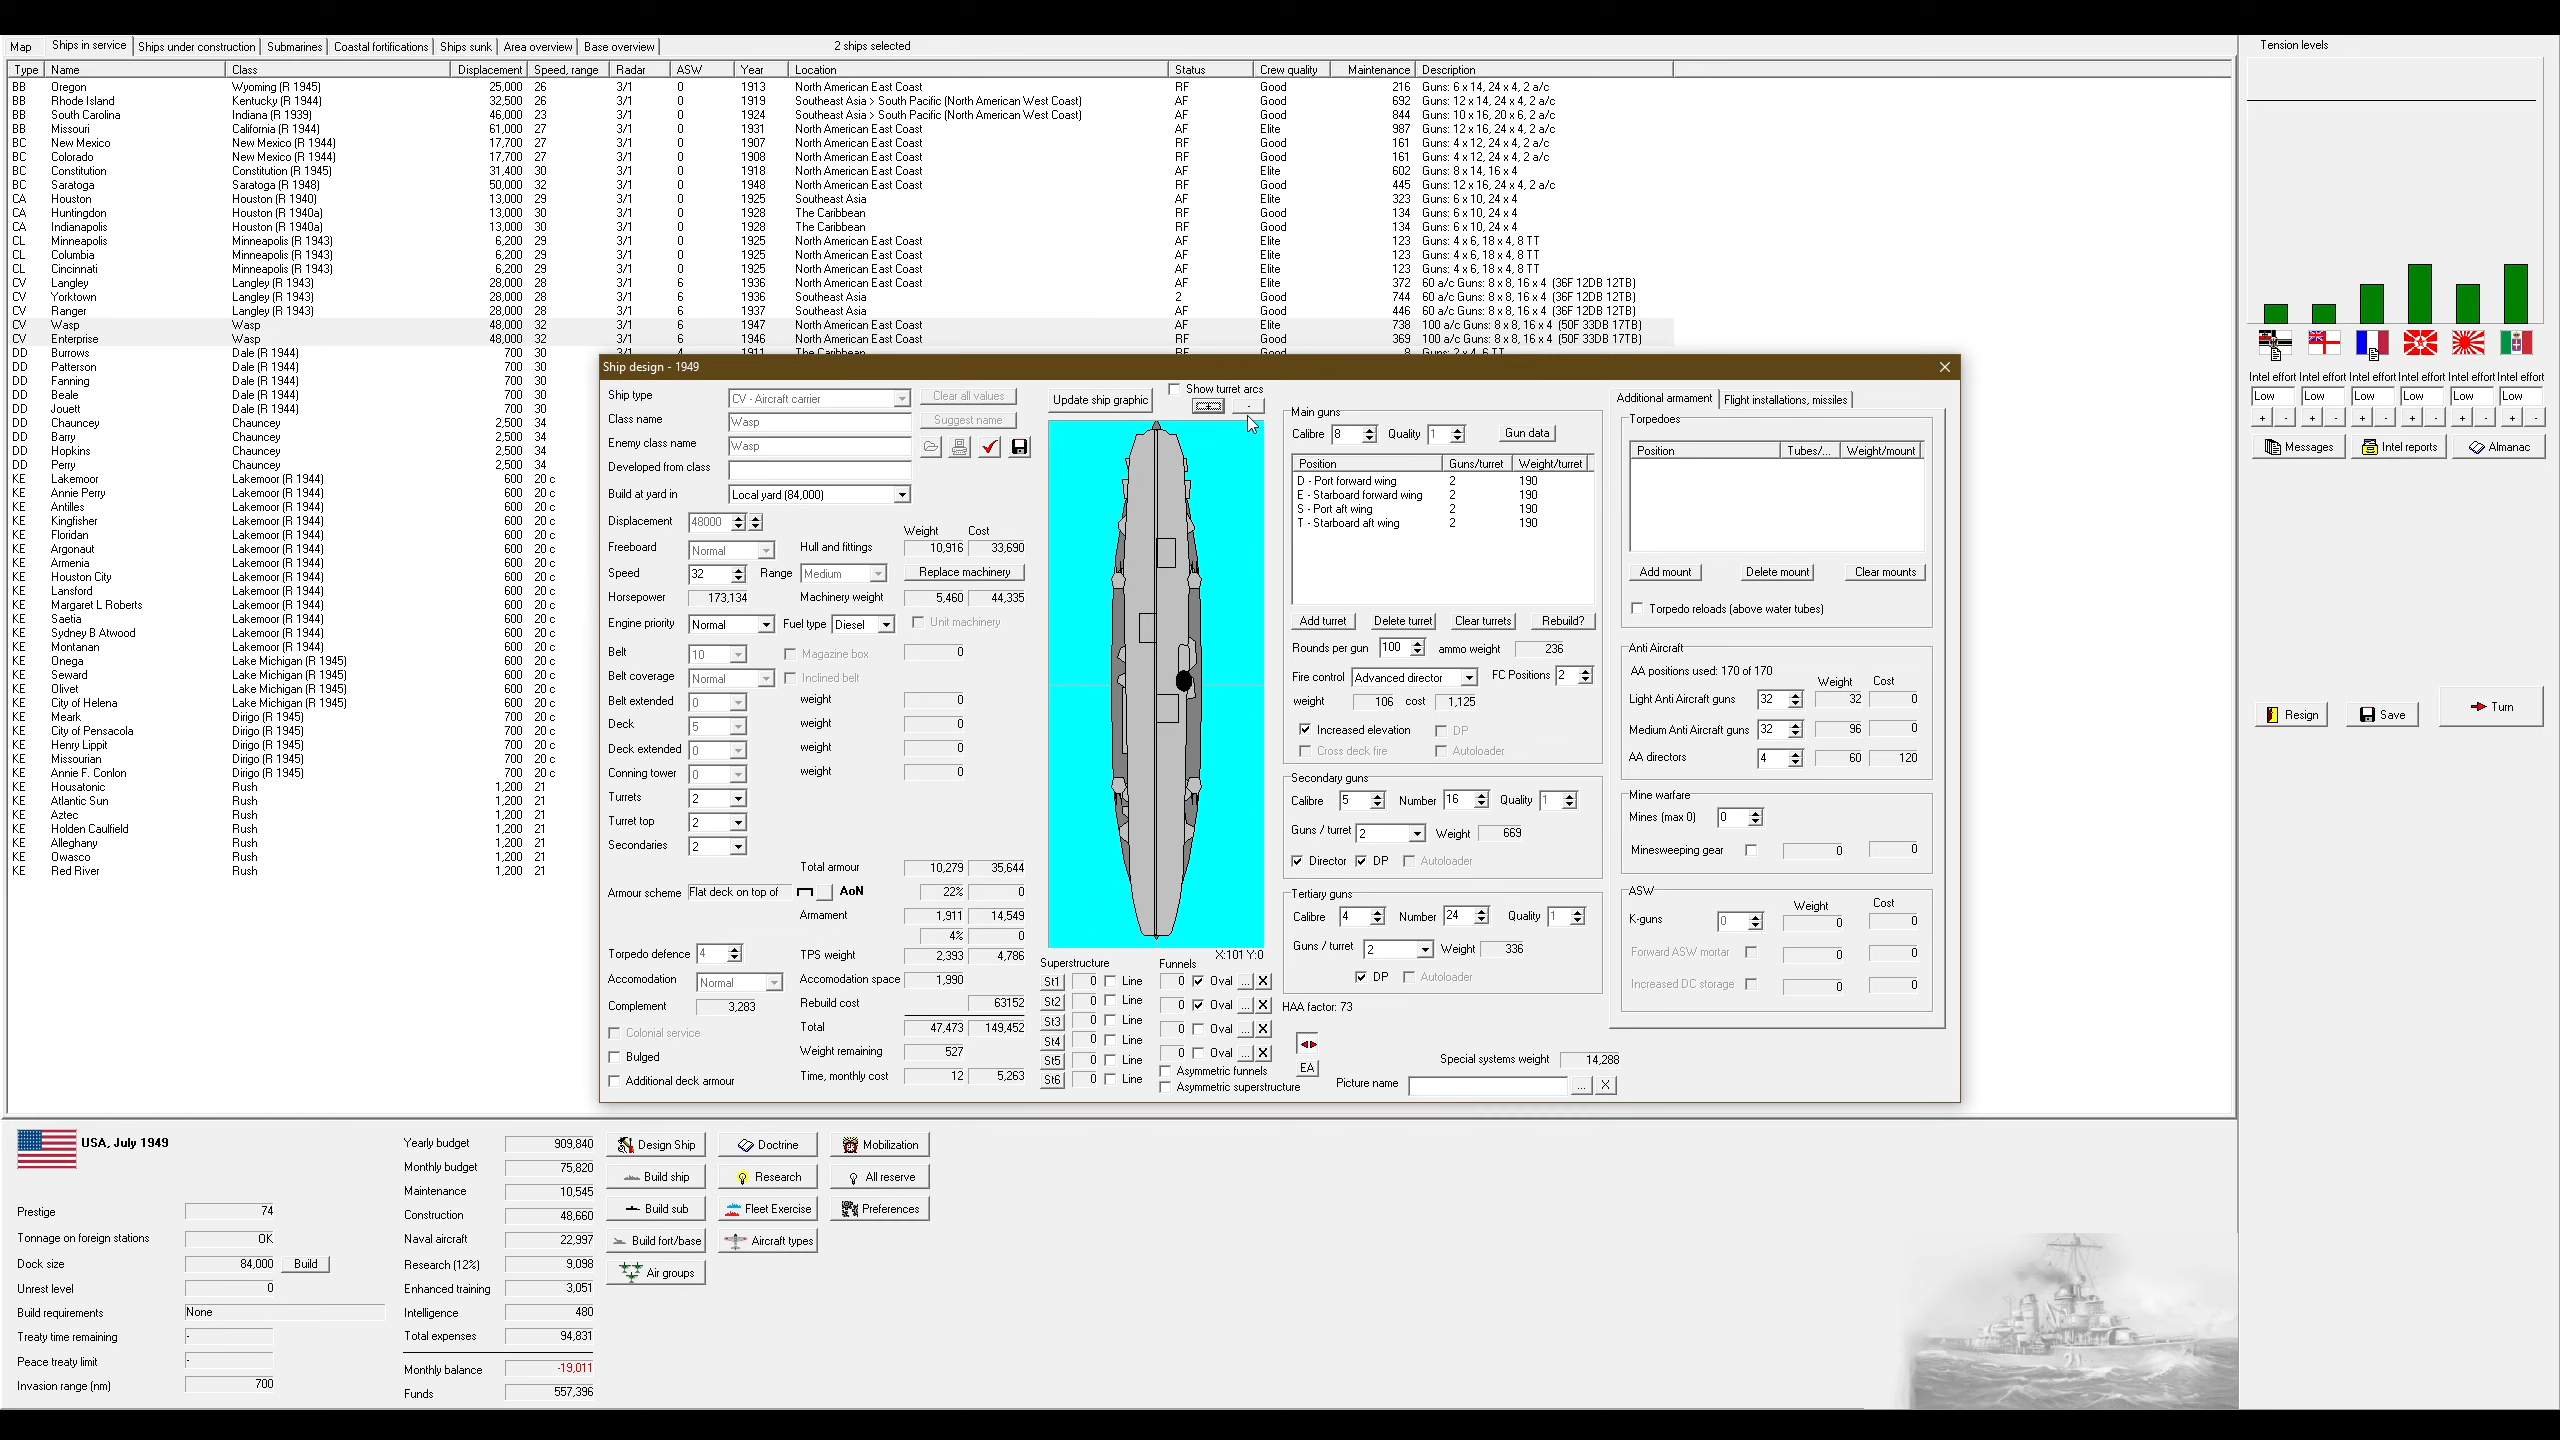 Map Ships in service Ships under construction Submarines Coastal fortifications Ships sunk Area overview Base overview 2 ships selected
Type Name Class Displacement Speed, range Radar ASW Year Location Status Crew quality Maintenance Description
BB Oregon Wyoming (R 1945) 25,000 26 3/1 0 1913 North American East Coast RF Good 216 Guns: 6 x 14, 24 x 4, 2 a/c
BB Rhode Island Kentucky (R 1944) 32,500 26 3/1 0 1919 Southeast Asia > South Pacific (North American West Coast) AF Good 692 Guns: 12 x 14, 24 x 4, 2 a/c
BB South Carolina Indiana (R 1939) 46,000 23 3/1 0 1924 Southeast Asia > South Pacific (North American West Coast) AF Good 844 Guns: 10 x 16, 20 x 6, 2 a/c
BB Missouri California (R 1944) 61,000 27 3/1 0 1931 North American East Coast AF Elite 987 Guns: 12 x 16, 24 x 4, 2 a/c
BC New Mexico New Mexico (R 1944) 17,700 27 3/1 0 1907 North American East Coast RF Good 161 Guns: 4 x 12, 24 x 4, 2 a/c
BC Colorado New Mexico (R 1944) 17,700 27 3/1 0 1908 North American East Coast RF Good 161 Guns: 4 x 12, 24 x 4, 2 a/c
BC Constitution Constitution (R 1945) 31,400 30 3/1 0 1918 North American East Coast AF Elite 602 Guns: 8 x 14, 16 x 4
BC Saratoga Saratoga (R 1948) 50,000 32 3/1 0 1948 North American East Coast RF Good 445 Guns: 12 x 16, 24 x 4, 2 a/c
CA Houston Houston (R 1940) 13,000 29 3/1 0 1925 Southeast Asia AF Elite 323 Guns: 6 x 10, 24 x 4
CA Huntingdon Houston (R 1940a) 13,000 30 3/1 0 1928 The Caribbean RF Good 134 Guns: 6 x 10, 24 x 4
CA Indianapolis Houston (R 1940a) 13,000 30 3/1 0 1928 The Caribbean RF Good 134 Guns: 6 x 10, 24 x 4
CL Minneapolis Minneapolis (R 1943) 6,200 29 3/1 0 1925 North American East Coast AF Elite 123 Guns: 4 x 6, 18 x 4, 8 TT
CL Columbia Minneapolis (R 1943) 6,200 29 3/1 0 1925 North American East Coast AF Elite 123 Guns: 4 x 6, 18 x 4, 8 TT
CL Cincinnati Minneapolis (R 1943) 6,200 29 3/1 0 1925 North American East Coast AF Elite 123 Guns: 4 x 6, 18 x 4, 8 TT
CV Langley Langley (R 1943) 28,000 28 3/1 6 1936 North American East Coast AF Elite 372 60 a/c Guns: 8 x 8, 16 x 4 (36F 12DB 12TB)
CV Yorktown Langley (R 1943) 28,000 28 3/1 6 1936 Southeast Asia 2 Good 744 60 a/c Guns: 8 x 8, 16 x 4 (36F 12DB 12TB)
CV Ranger Langley (R 1943) 28,000 28 3/1 6 1937 Southeast Asia AF Good 446 60 a/c Guns: 8 x 8, 16 x 4 (36F 12DB 12TB)
CV Wasp Wasp 48,000 32 3/1 6 1947 North American East Coast AF Elite 738 100 a/c Guns: 8 x 8, 16 x 4 (50F 33DB 17TB)
CV Enterprise Wasp 48,000 32 3/1 6 1946 North American East Coast RF Good 369 100 a/c Guns: 8 x 8, 16 x 4 (50F 33DB 17TB)
DD Burrows Dale (R 1944) 700 30 3/1 4 1911 The Caribbean RF Good 8 Guns: 2 x 4, 6 TT
DD Patterson Dale (R 1944) 700 30
DD Fanning Dale (R 1944) 700 30
DD Beale Dale (R 1944) 700 30
DD Jouett Dale (R 1944) 700 30
DD Chauncey Chauncey 2,500 34
DD Barry Chauncey 2,500 34
DD Hopkins Chauncey 2,500 34
DD Perry Chauncey 2,500 34
KE Lakemoor Lakemoor (R 1944) 600 20 c
KE Annie Perry Lakemoor (R 1944) 600 20 c
KE Antilles Lakemoor (R 1944) 600 20 c
KE Kingfisher Lakemoor (R 1944) 600 20 c
KE Floridan Lakemoor (R 1944) 600 20 c
KE Argonaut Lakemoor (R 1944) 600 20 c
KE Armenia Lakemoor (R 1944) 600 20 c
KE Houston City Lakemoor (R 1944) 600 20 c
KE Lansford Lakemoor (R 1944) 600 20 c
KE Margaret L Roberts Lakemoor (R 1944) 600 20 c
KE Saetia Lakemoor (R 1944) 600 20 c
KE Sydney B Atwood Lakemoor (R 1944) 600 20 c
KE Montanan Lakemoor (R 1944) 600 20 c
KE Onega Lake Michigan (R 1945) 600 20 c
KE Seward Lake Michigan (R 1945) 600 20 c
KE Olivet Lake Michigan (R 1945) 600 20 c
KE City of Helena Lake Michigan (R 1945) 600 20 c
KE Meark Dirigo (R 1945) 700 20 c
KE City of Pensacola Dirigo (R 1945) 700 20 c
KE Henry Lippit Dirigo (R 1945) 700 20 c
KE Missourian Dirigo (R 1945) 700 20 c
KE Annie F. Conlon Dirigo (R 1945) 700 20 c
KE Housatonic Rush 1,200 21
KE Atlantic Sun Rush 1,200 21
KE Aztec Rush 1,200 21
KE Holden Caulfield Rush 1,200 21
KE Alleghany Rush 1,200 21
KE Owasco Rush 1,200 21
KE Red River Rush 1,200 21
Ship design - 1949
Ship type CV - Aircraft carrier Clear all values
Class name Wasp Suggest name
Enemy class name Wasp
Developed from class
Build at yard in Local yard (84,000)
Displacement 48000 Weight Cost
Freeboard Normal Hull and fittings 10,916 33,690
Speed 32 Range Medium Replace machinery
Horsepower 173,134 Machinery weight 5,460 44,335
Engine priority Normal Fuel type Diesel Unit machinery
Belt 10 Magazine box 0
Belt coverage Normal Inclined belt
Belt extended 0 weight 0
Deck 5 weight 0
Deck extended 0 weight 0
Conning tower 0 weight 0
Turrets 2
Turret top 2
Secondaries 2
Total armour 10,279 35,644
Armour scheme Flat deck on top of AoN 22% 0
Armament 1,911 14,549
4% 0
Torpedo defence 4 TPS weight 2,393 4,786
Accomodation Normal Accomodation space 1,990
Complement 3,283 Rebuild cost 63152
Colonial service Total 47,473 149,452
Bulged Weight remaining 527
Additional deck armour Time, monthly cost 12 5,263
Update ship graphic Show turret arcs
+ -
X:101 Y:0
Superstructure Funnels
St1 0 Line 0 Oval ... X
St2 0 Line 0 Oval ... X
St3 0 Line 0 Oval ... X
St4 0 Line 0 Oval ... X
St5 0 Line Asymmetric funnels
St6 0 Line Asymmetric superstructure
Main guns
Calibre 8 Quality 1 Gun data
Position Guns/turret Weight/turret
D - Port forward wing 2 190
E - Starboard forward wing 2 190
S - Port aft wing 2 190
T - Starboard aft wing 2 190
Add turret Delete turret Clear turrets Rebuild?
Rounds per gun 100 ammo weight 236
Fire control Advanced director FC Positions 2
weight 106 cost 1,125
Increased elevation DP
Cross deck fire Autoloader
Secondary guns
Calibre 5 Number 16 Quality 1
Guns / turret 2 Weight 669
Director DP Autoloader
Tertiary guns
Calibre 4 Number 24 Quality 1
Guns / turret 2 Weight 336
DP Autoloader
HAA factor: 73
EA
Special systems weight 14,288
Picture name ... X
Additional armament Flight installations, missiles
Torpedoes
Position Tubes/... Weight/mount
Add mount Delete mount Clear mounts
Torpedo reloads (above water tubes)
Anti Aircraft
AA positions used: 170 of 170
Weight Cost
Light Anti Aircraft guns 32 32 0
Medium Anti Aircraft guns 32 96 0
AA directors 4 60 120
Mine warfare
Mines (max 0) 0
Minesweeping gear 0 0
ASW
Weight Cost
K-guns 0 0 0
Forward ASW mortar 0 0
Increased DC storage 0 0
Tension levels
Intel effort Intel effort Intel effort Intel effort Intel effort Intel effort
Low Low Low Low Low Low
+ - + - + - + - + - + -
Messages Intel reports Almanac
Resign Save Turn
USA, July 1949
Prestige 74
Tonnage on foreign stations OK
Dock size 84,000 Build
Unrest level 0
Build requirements None
Treaty time remaining -
Peace treaty limit -
Invasion range (nm) 700
Yearly budget 909,840
Monthly budget 75,820
Maintenance 10,545
Construction 48,660
Naval aircraft 22,997
Research (12%) 9,098
Enhanced training 3,051
Intelligence 480
Total expenses 94,831
Monthly balance -19,011
Funds 557,396
Design Ship Doctrine Mobilization
Build ship Research All reserve
Build sub Fleet Exercise Preferences
Build fort/base Aircraft types
Air groups